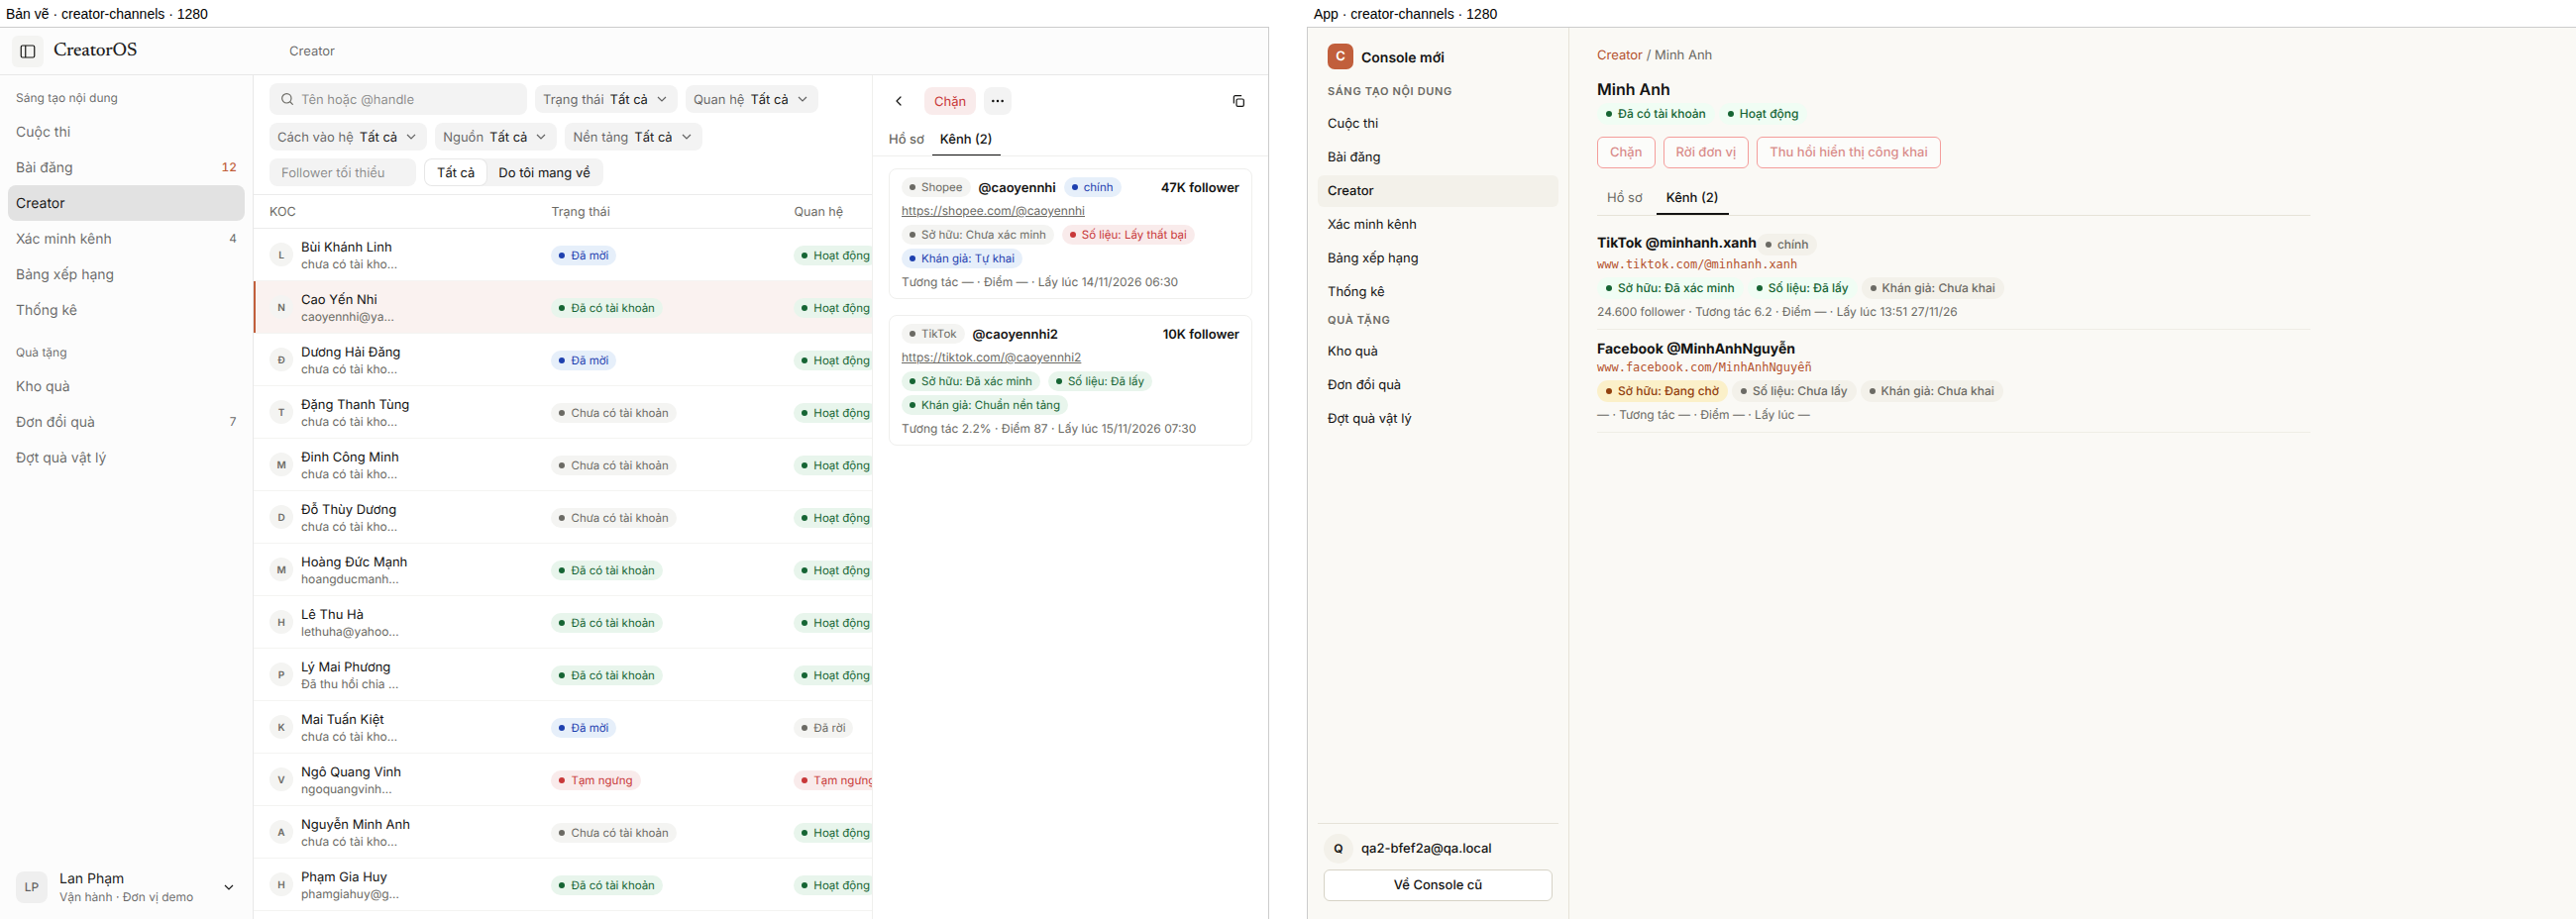 Bản vẽ · creator-channels · 1280
CreatorOS
Creator
Sáng tạo nội dung
Cuộc thi
Bài đăng 12
Creator
Xác minh kênh 4
Bảng xếp hạng
Thống kê
Quà tặng
Kho quà
Đơn đổi quà 7
Đợt quà vật lý
LP
Lan Phạm
Vận hành · Đơn vị demo
Tên hoặc @handle
Trạng thái Tất cả
Quan hệ Tất cả
Cách vào hệ Tất cả
Nguồn Tất cả
Nền tảng Tất cả
Follower tối thiểu
Tất cả
Do tôi mang về
KOC Trạng thái Quan hệ
L Bùi Khánh Linh Đã mời Hoạt động
chưa có tài kho...
N Cao Yến Nhi Đã có tài khoản Hoạt động
caoyennhi@ya...
Đ Dương Hải Đăng Đã mời Hoạt động
chưa có tài kho...
T Đặng Thanh Tùng Chưa có tài khoản Hoạt động
chưa có tài kho...
M Đinh Công Minh Chưa có tài khoản Hoạt động
chưa có tài kho...
D Đỗ Thùy Dương Chưa có tài khoản Hoạt động
chưa có tài kho...
M Hoàng Đức Mạnh Đã có tài khoản Hoạt động
hoangducmanh...
H Lê Thu Hà Đã có tài khoản Hoạt động
lethuha@yahoo...
P Lý Mai Phương Đã có tài khoản Hoạt động
Đã thu hồi chia ...
K Mai Tuấn Kiệt Đã mời Đã rời
chưa có tài kho...
V Ngô Quang Vinh Tạm ngưng Tạm ngưng
ngoquangvinh...
A Nguyễn Minh Anh Chưa có tài khoản Hoạt động
chưa có tài kho...
H Phạm Gia Huy Đã có tài khoản Hoạt động
phamgiahuy@g...
Chặn
Hồ sơ Kênh (2)
Shopee @caoyennhi chính 47K follower
https://shopee.com/@caoyennhi
Sở hữu: Chưa xác minh Số liệu: Lấy thất bại
Khán giả: Tự khai
Tương tác — · Điểm — · Lấy lúc 14/11/2026 06:30
TikTok @caoyennhi2 10K follower
https://tiktok.com/@caoyennhi2
Sở hữu: Đã xác minh Số liệu: Đã lấy
Khán giả: Chuẩn nền tảng
Tương tác 2.2% · Điểm 87 · Lấy lúc 15/11/2026 07:30
App · creator-channels · 1280
C Console mới
SÁNG TẠO NỘI DUNG
Cuộc thi
Bài đăng
Creator
Xác minh kênh
Bảng xếp hạng
Thống kê
QUÀ TẶNG
Kho quà
Đơn đổi quà
Đợt quà vật lý
Q qa2-bfef2a@qa.local
Về Console cũ
Creator / Minh Anh
Minh Anh
Đã có tài khoản Hoạt động
Chặn Rời đơn vị Thu hồi hiển thị công khai
Hồ sơ Kênh (2)
TikTok @minhanh.xanh chính
www.tiktok.com/@minhanh.xanh
Sở hữu: Đã xác minh Số liệu: Đã lấy Khán giả: Chưa khai
24.600 follower · Tương tác 6.2 · Điểm — · Lấy lúc 13:51 27/11/26
Facebook @MinhAnhNguyễn
www.facebook.com/MinhAnhNguyễn
Sở hữu: Đang chờ Số liệu: Chưa lấy Khán giả: Chưa khai
— · Tương tác — · Điểm — · Lấy lúc —